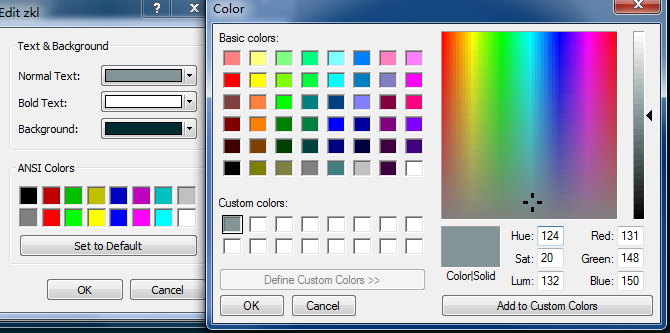 Edit zkl
Text & Background
Normal Text:
Bold Text:
Background:
ANSI Colors
Set to Default
OK
Cancel
Color
Basic colors:
Custom colors:
Define Custom Colors >>
OK
Cancel
Color|Solid
Hue: 124
Sat: 20
Lum: 132
Red: 131
Green: 148
Blue: 150
Add to Custom Colors